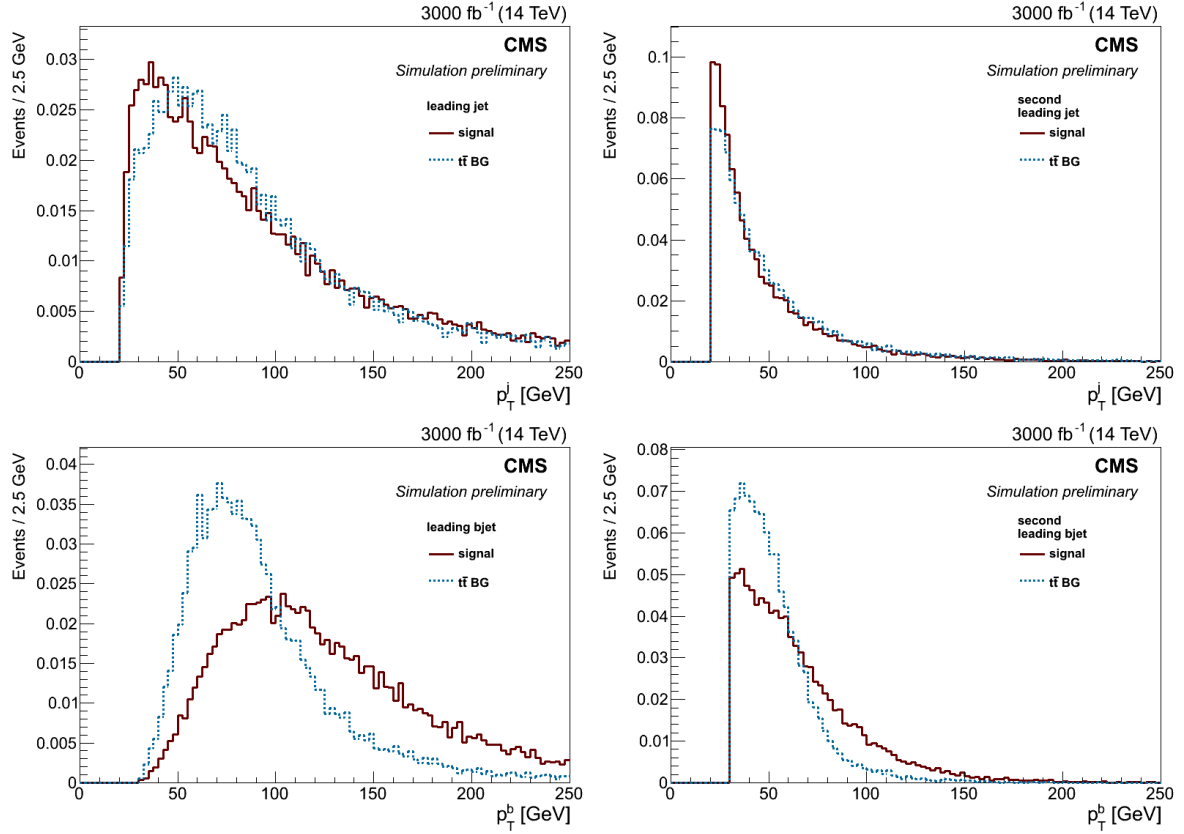 3000 fb⁻¹ (14 TeV)
CMS
Simulation preliminary
leading jet
signal
tt̄ BG
Events / 2.5 GeV
0.03
0.025
0.02
0.015
0.01
0.005
0
0 50 100 150 200 250
p_T^j [GeV]
3000 fb⁻¹ (14 TeV)
CMS
Simulation preliminary
second
leading jet
signal
tt̄ BG
Events / 2.5 GeV
0.1
0.08
0.06
0.04
0.02
0
0 50 100 150 200 250
p_T^j [GeV]
3000 fb⁻¹ (14 TeV)
CMS
Simulation preliminary
leading bjet
signal
tt̄ BG
Events / 2.5 GeV
0.04
0.035
0.03
0.025
0.02
0.015
0.01
0.005
0
0 50 100 150 200 250
p_T^b [GeV]
3000 fb⁻¹ (14 TeV)
CMS
Simulation preliminary
second
leading bjet
signal
tt̄ BG
Events / 2.5 GeV
0.08
0.07
0.06
0.05
0.04
0.03
0.02
0.01
0
0 50 100 150 200 250
p_T^b [GeV]